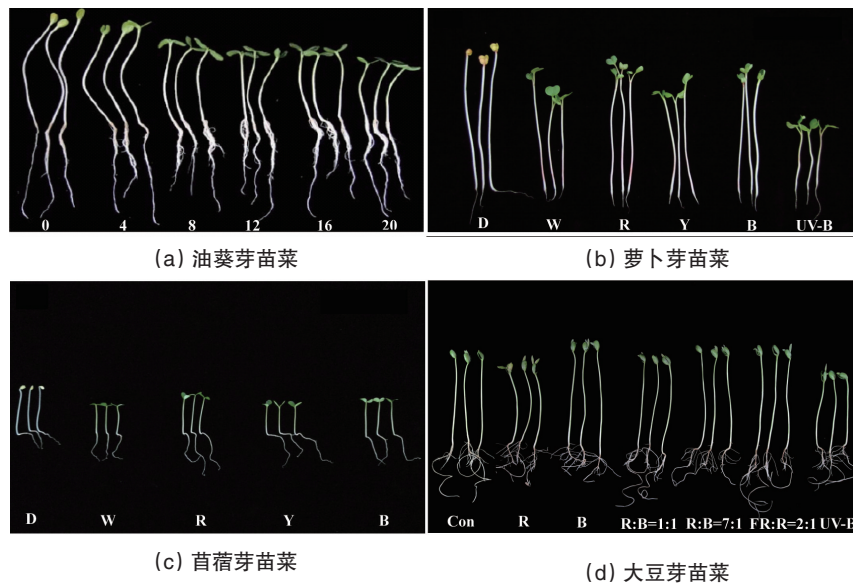 0 4 8 12 16 20
D W R Y B UV-B
(a) 油葵芽苗菜
(b) 萝卜芽苗菜
D W R Y B
Con R B R:B=1:1 R:B=7:1 FR:R=2:1 UV-B
(c) 苜蓿芽苗菜
(d) 大豆芽苗菜